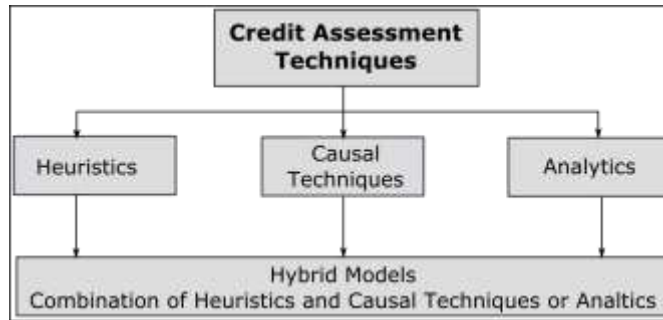 Credit Assessment
Techniques
Heuristics
Causal
Techniques
Analytics
Hybrid Models
Combination of Heuristics and Causal Techniques or Analtics